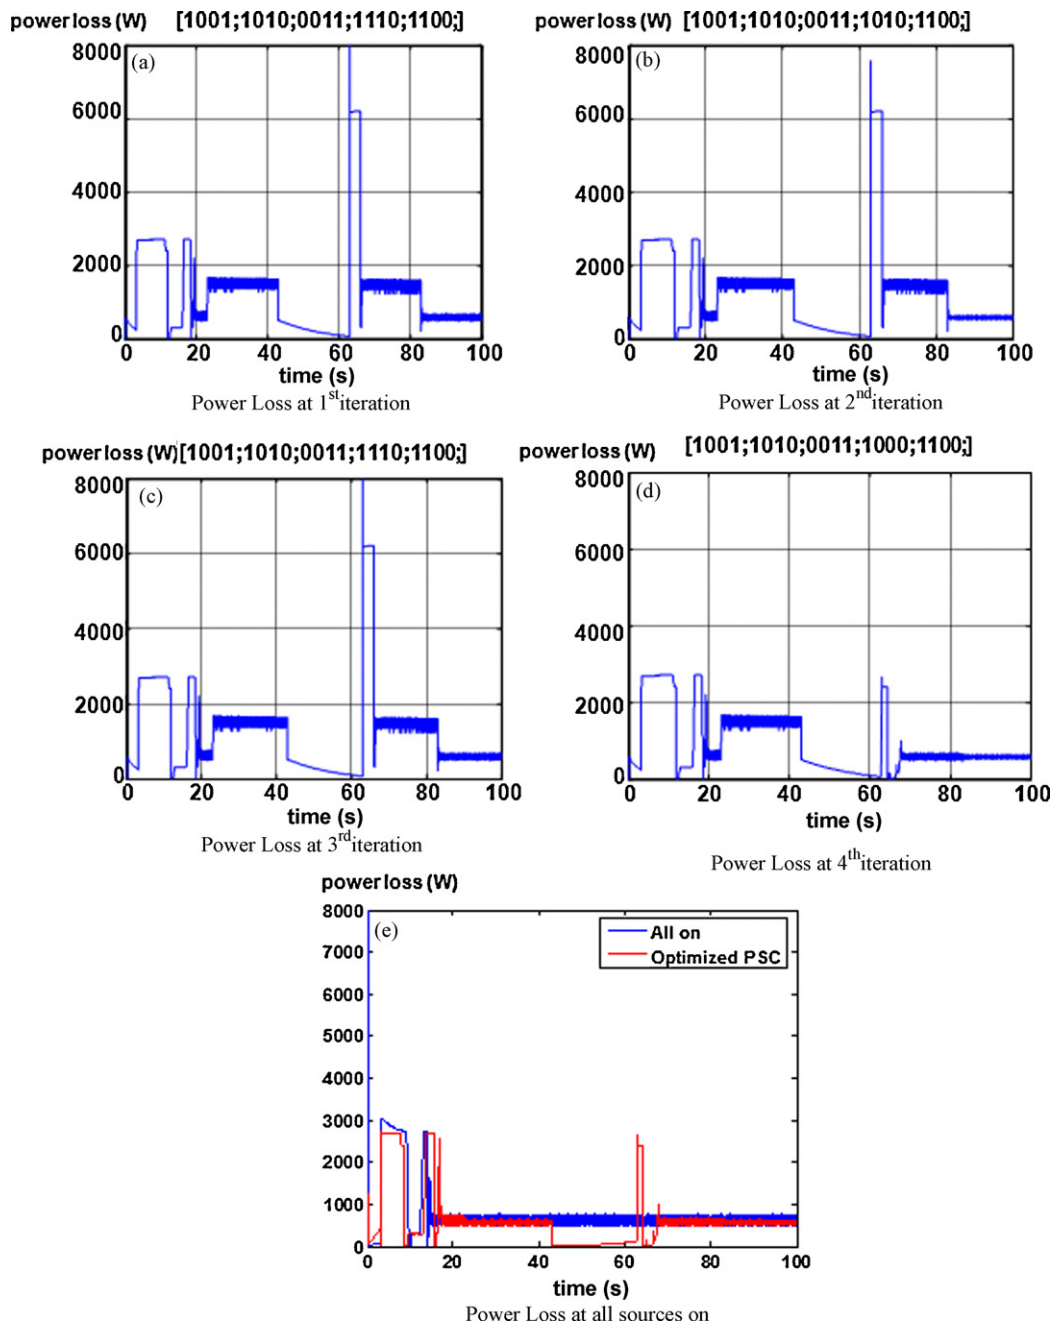 power loss (W) [1001;1010;0011;1110;1100;]
(a)
8000
6000
4000
2000
0
0 20 40 60 80 100
time (s)
Power Loss at 1st iteration
power loss (W) [1001;1010;0011;1010;1100;]
(b)
8000
6000
4000
2000
0
0 20 40 60 80 100
time (s)
Power Loss at 2nd iteration
power loss (W) [1001;1010;0011;1110;1100;]
(c)
8000
6000
4000
2000
0
0 20 40 60 80 100
time (s)
Power Loss at 3rd iteration
power loss (W) [1001;1010;0011;1000;1100;]
(d)
8000
6000
4000
2000
0
0 20 40 60 80 100
time (s)
Power Loss at 4th iteration
power loss (W)
(e)
All on
Optimized PSC
8000
7000
6000
5000
4000
3000
2000
1000
0
0 20 40 60 80 100
time (s)
Power Loss at all sources on